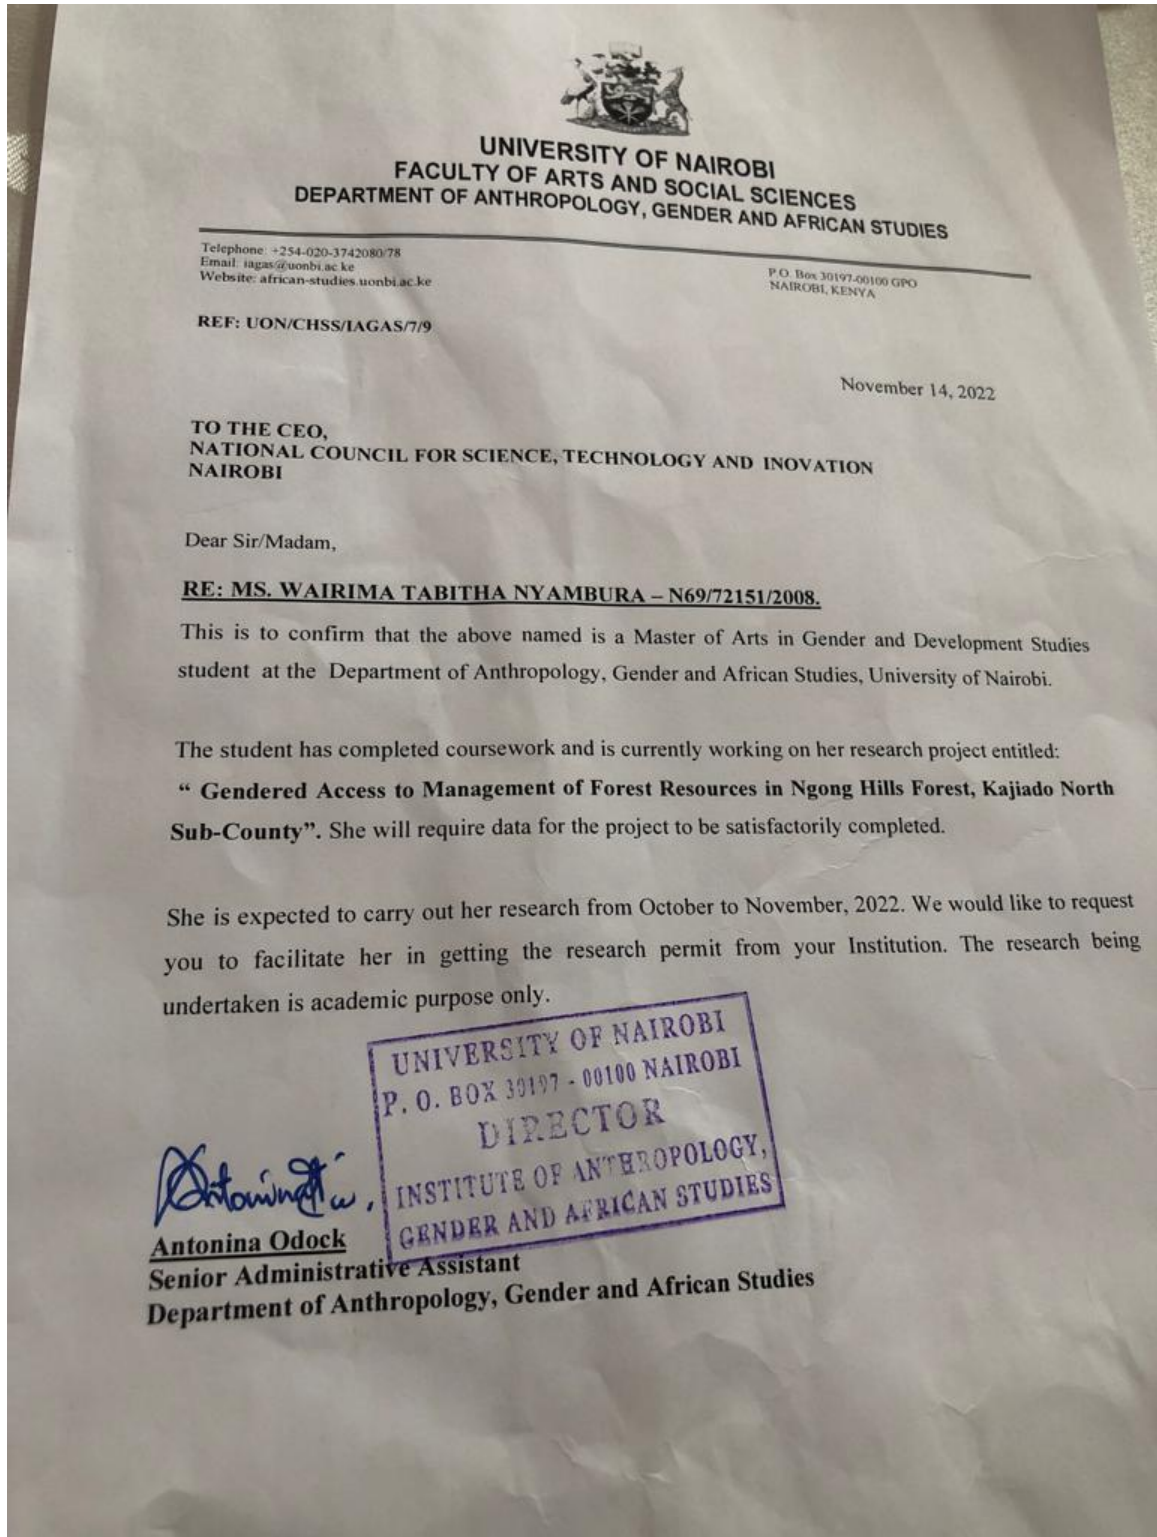 UNIVERSITY OF NAIROBI
FACULTY OF ARTS AND SOCIAL SCIENCES
DEPARTMENT OF ANTHROPOLOGY, GENDER AND AFRICAN STUDIES
Telephone: +254-020-3742080/78
Email: iagas@uonbi.ac.ke
Website: african-studies.uonbi.ac.ke
P.O. Box 30197-00100 GPO
NAIROBI, KENYA
REF: UON/CHSS/IAGAS/7/9
November 14, 2022
TO THE CEO,
NATIONAL COUNCIL FOR SCIENCE, TECHNOLOGY AND INOVATION
NAIROBI
Dear Sir/Madam,
RE: MS. WAIRIMA TABITHA NYAMBURA – N69/72151/2008.
This is to confirm that the above named is a Master of Arts in Gender and Development Studies
student at the Department of Anthropology, Gender and African Studies, University of Nairobi.
The student has completed coursework and is currently working on her research project entitled:
“ Gendered Access to Management of Forest Resources in Ngong Hills Forest, Kajiado North
Sub-County”. She will require data for the project to be satisfactorily completed.
She is expected to carry out her research from October to November, 2022. We would like to request
you to facilitate her in getting the research permit from your Institution. The research being
undertaken is academic purpose only.
UNIVERSITY OF NAIROBI
P. O. BOX 30197 - 00100 NAIROBI
DIRECTOR
INSTITUTE OF ANTHROPOLOGY,
GENDER AND AFRICAN STUDIES
Antonina Odock
Senior Administrative Assistant
Department of Anthropology, Gender and African Studies